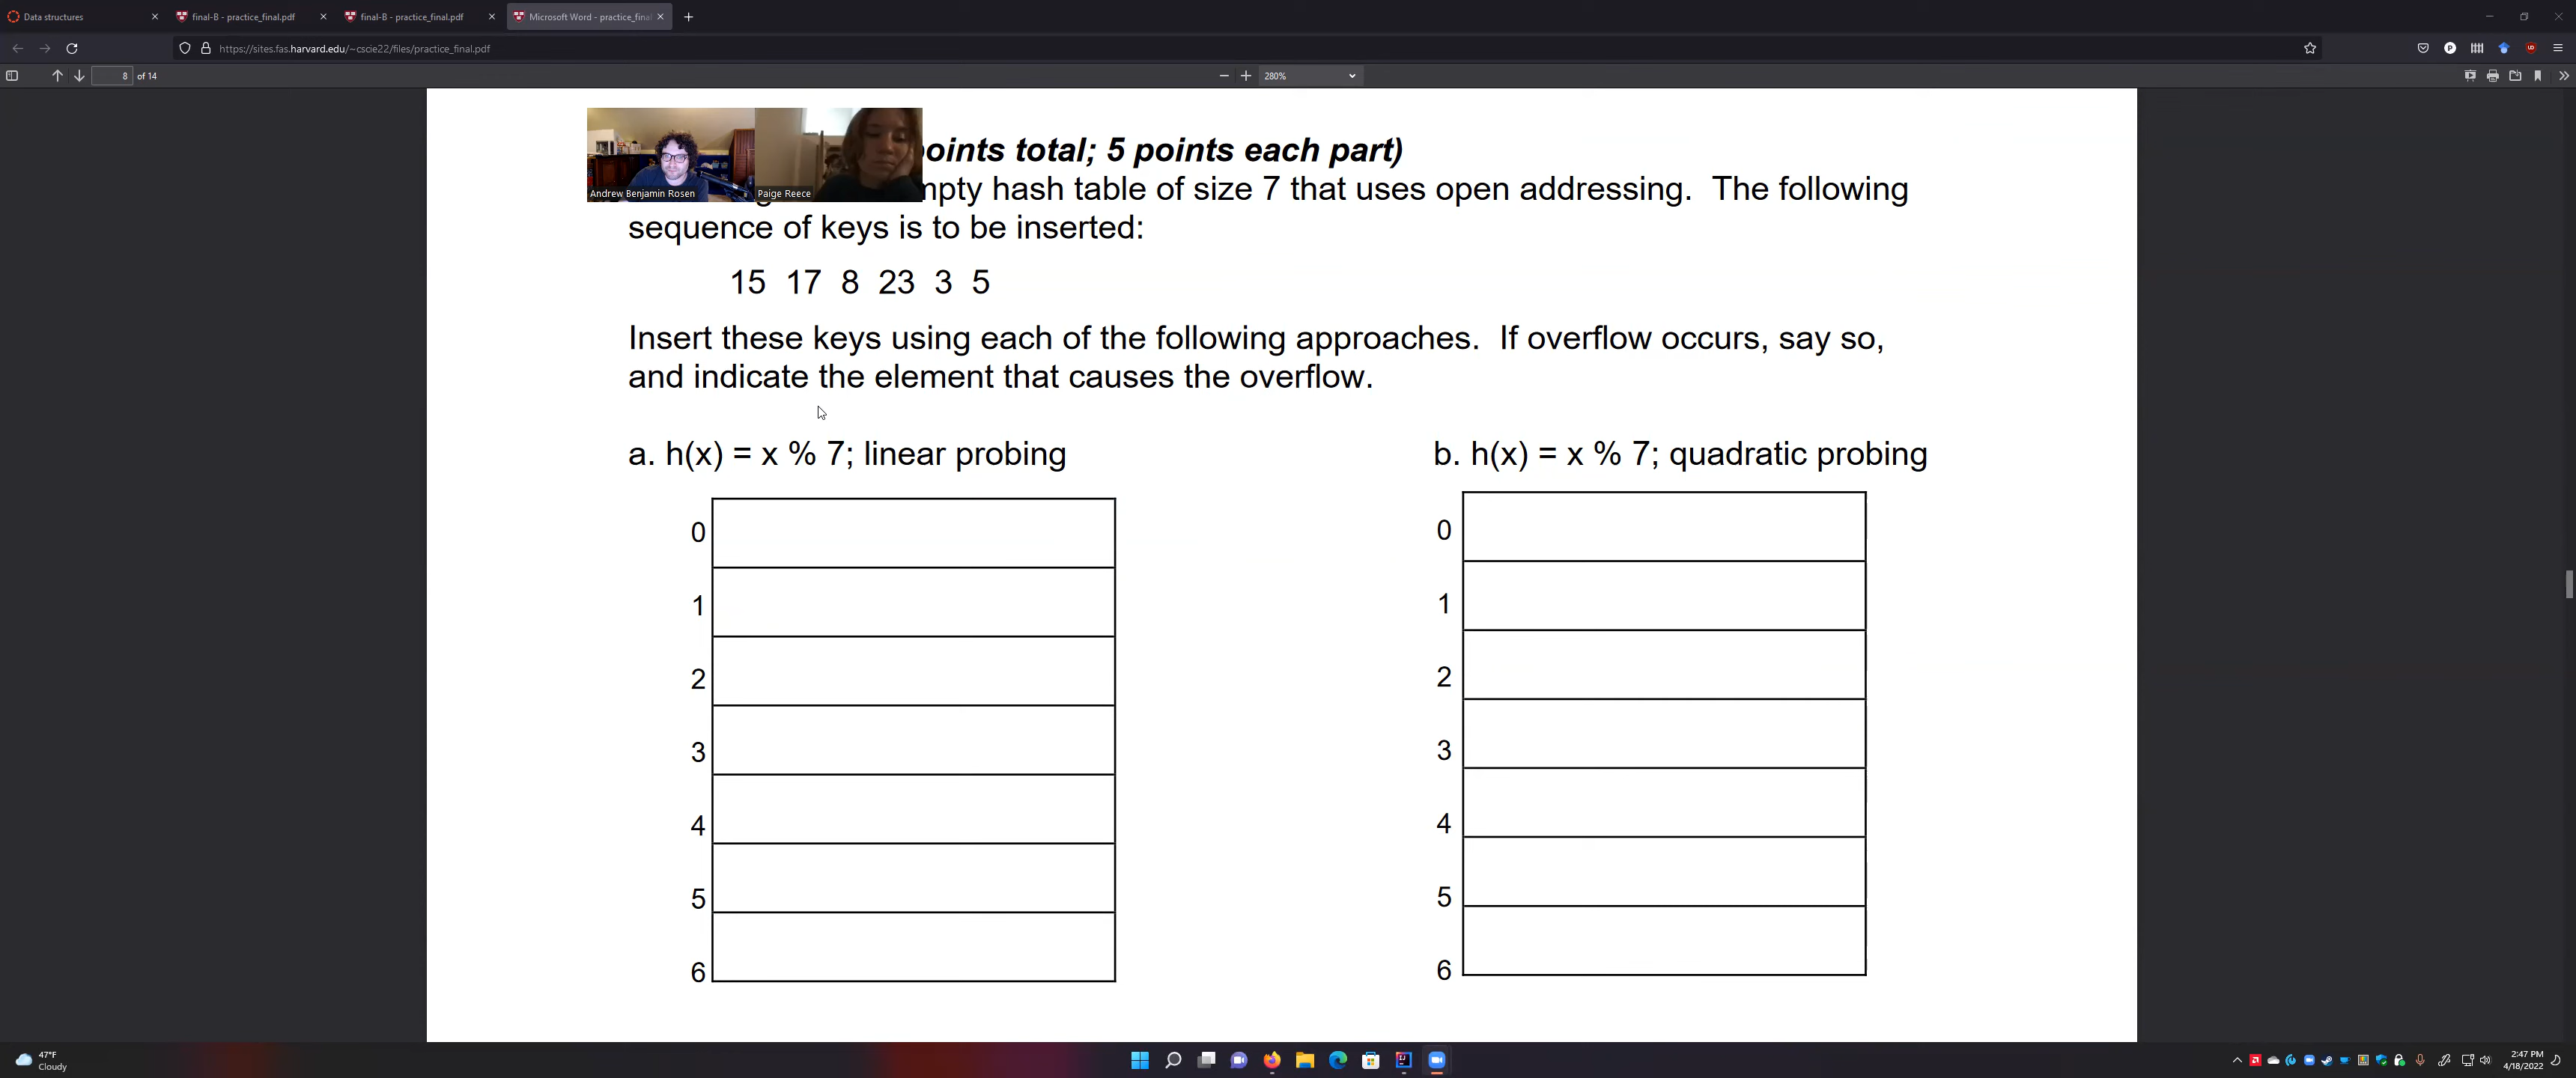 Data structures
final-B - practice_final.pdf
final-B - practice_final.pdf
Microsoft Word - practice_final
https://sites.fas.harvard.edu/~cscie22/files/practice_final.pdf
8 of 14
280%
Andrew Benjamin Rosen
Paige Reece
points total; 5 points each part)
mpty hash table of size 7 that uses open addressing. The following
sequence of keys is to be inserted:
15 17 8 23 3 5
Insert these keys using each of the following approaches. If overflow occurs, say so,
and indicate the element that causes the overflow.
a. h(x) = x % 7; linear probing
b. h(x) = x % 7; quadratic probing
0
1
2
3
4
5
6
0
1
2
3
4
5
6
47°F
Cloudy
2:47 PM
4/18/2022